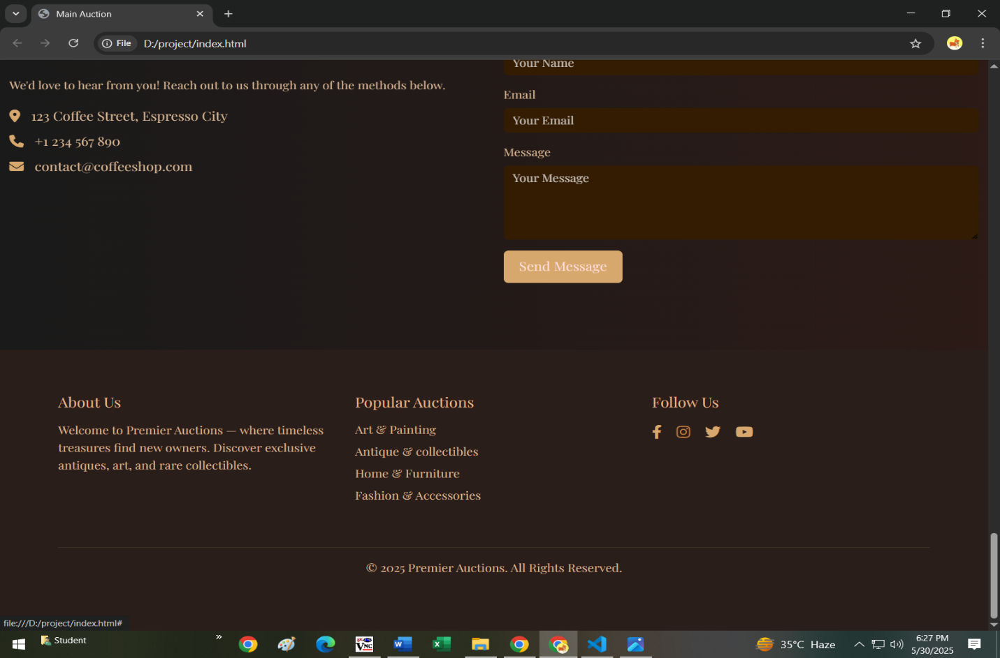 Main Auction
File
D:/project/index.html
We'd love to hear from you! Reach out to us through any of the methods below.
123 Coffee Street, Espresso City
+1 234 567 890
contact@coffeeshop.com
Your Name
Email
Your Email
Message
Your Message
Send Message
About Us
Welcome to Premier Auctions — where timeless
treasures find new owners. Discover exclusive
antiques, art, and rare collectibles.
Popular Auctions
Art & Painting
Antique & collectibles
Home & Furniture
Fashion & Accessories
Follow Us
© 2025 Premier Auctions. All Rights Reserved.
file:///D:/project/index.html#
Student
VNC
35°C Haze
6:27 PM
5/30/2025